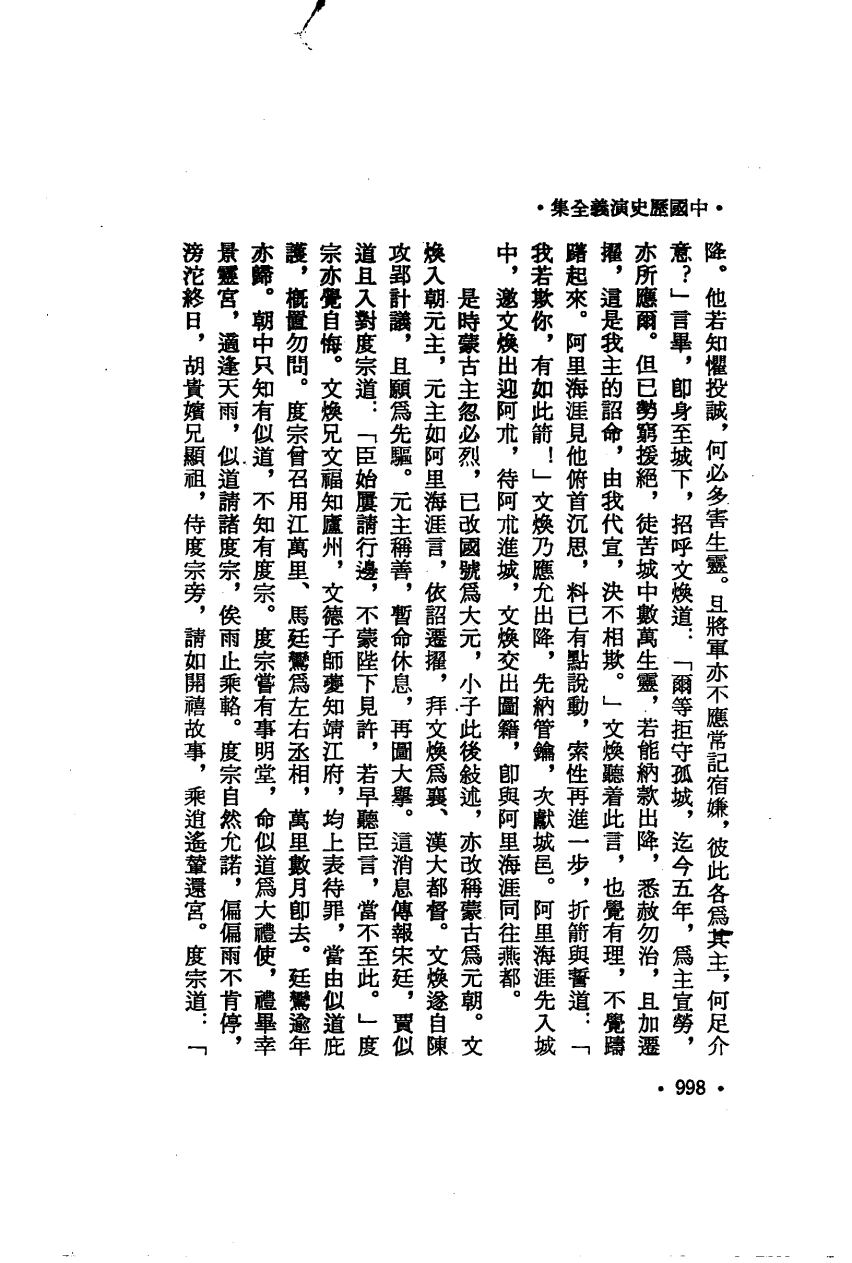 •中國歷史演義全集•
降。他若知懼投誠，何必多害生靈。且將軍亦不應常記宿嫌，彼此各爲其主，何足介
意？」言畢，卽身至城下，招呼文煥道：「爾等拒守孤城，迄今五年，爲主宣勞，
亦所應爾。但已勢窮援絕，徒苦城中數萬生靈，若能納款出降，悉赦勿治，且加遷
擢，這是我主的詔命，由我代宣，決不相欺。」文煥聽着此言，也覺有理，不覺躊
躇起來。阿里海涯見他俯首沉思，料已有點說動，索性再進一步，折箭與誓道：「
我若欺你，有如此箭！」文煥乃應允出降，先納管鑰，次獻城邑。阿里海涯先入城
中，邀文煥出迎阿朮，待阿朮進城，文煥交出圖籍，卽與阿里海涯同往燕都。
是時蒙古主忽必烈，已改國號爲大元，小子此後敍述，亦改稱蒙古爲元朝。文
煥入朝元主，元主如阿里海涯言，依詔遷擢，拜文煥爲襄、漢大都督。文煥遂自陳
攻郢計議，且願爲先驅。元主稱善，暫命休息，再圖大舉。這消息傳報宋廷，賈似
道且入對度宗道：「臣始屢請行邊，不蒙陛下見許，若早聽臣言，當不至此。」度
宗亦覺自悔。文煥兄文福知廬州，文德子師夔知靖江府，均上表待罪，當由似道庇
護，概置勿問。度宗曾召用江萬里、馬廷鸞爲左右丞相，萬里數月卽去。廷鸞逾年
亦歸。朝中只知有似道，不知有度宗。度宗嘗有事明堂，命似道爲大禮使，禮畢幸
景靈宮，適逢天雨，似道請諸度宗，俟雨止乘輅。度宗自然允諾，偏偏雨不肯停，
滂沱終日，胡貴嬪兄顯祖，侍度宗旁，請如開禧故事，乘逍遙輦還宮。度宗道：「
•998•